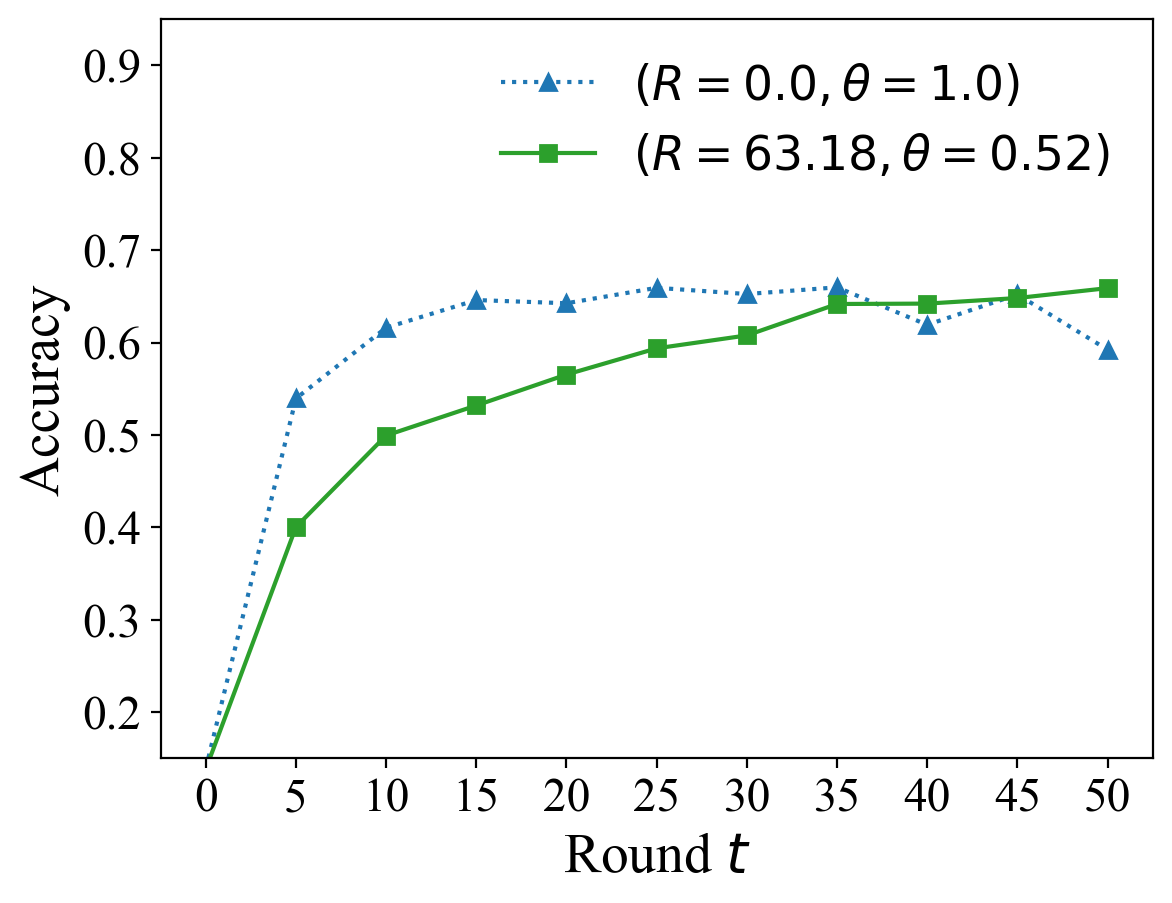 0.9
0.8
0.7
0.6
0.5
0.4
0.3
0.2
Accuracy
(R = 0.0, θ = 1.0)
(R = 63.18, θ = 0.52)
0 5 10 15 20 25 30 35 40 45 50
Round t